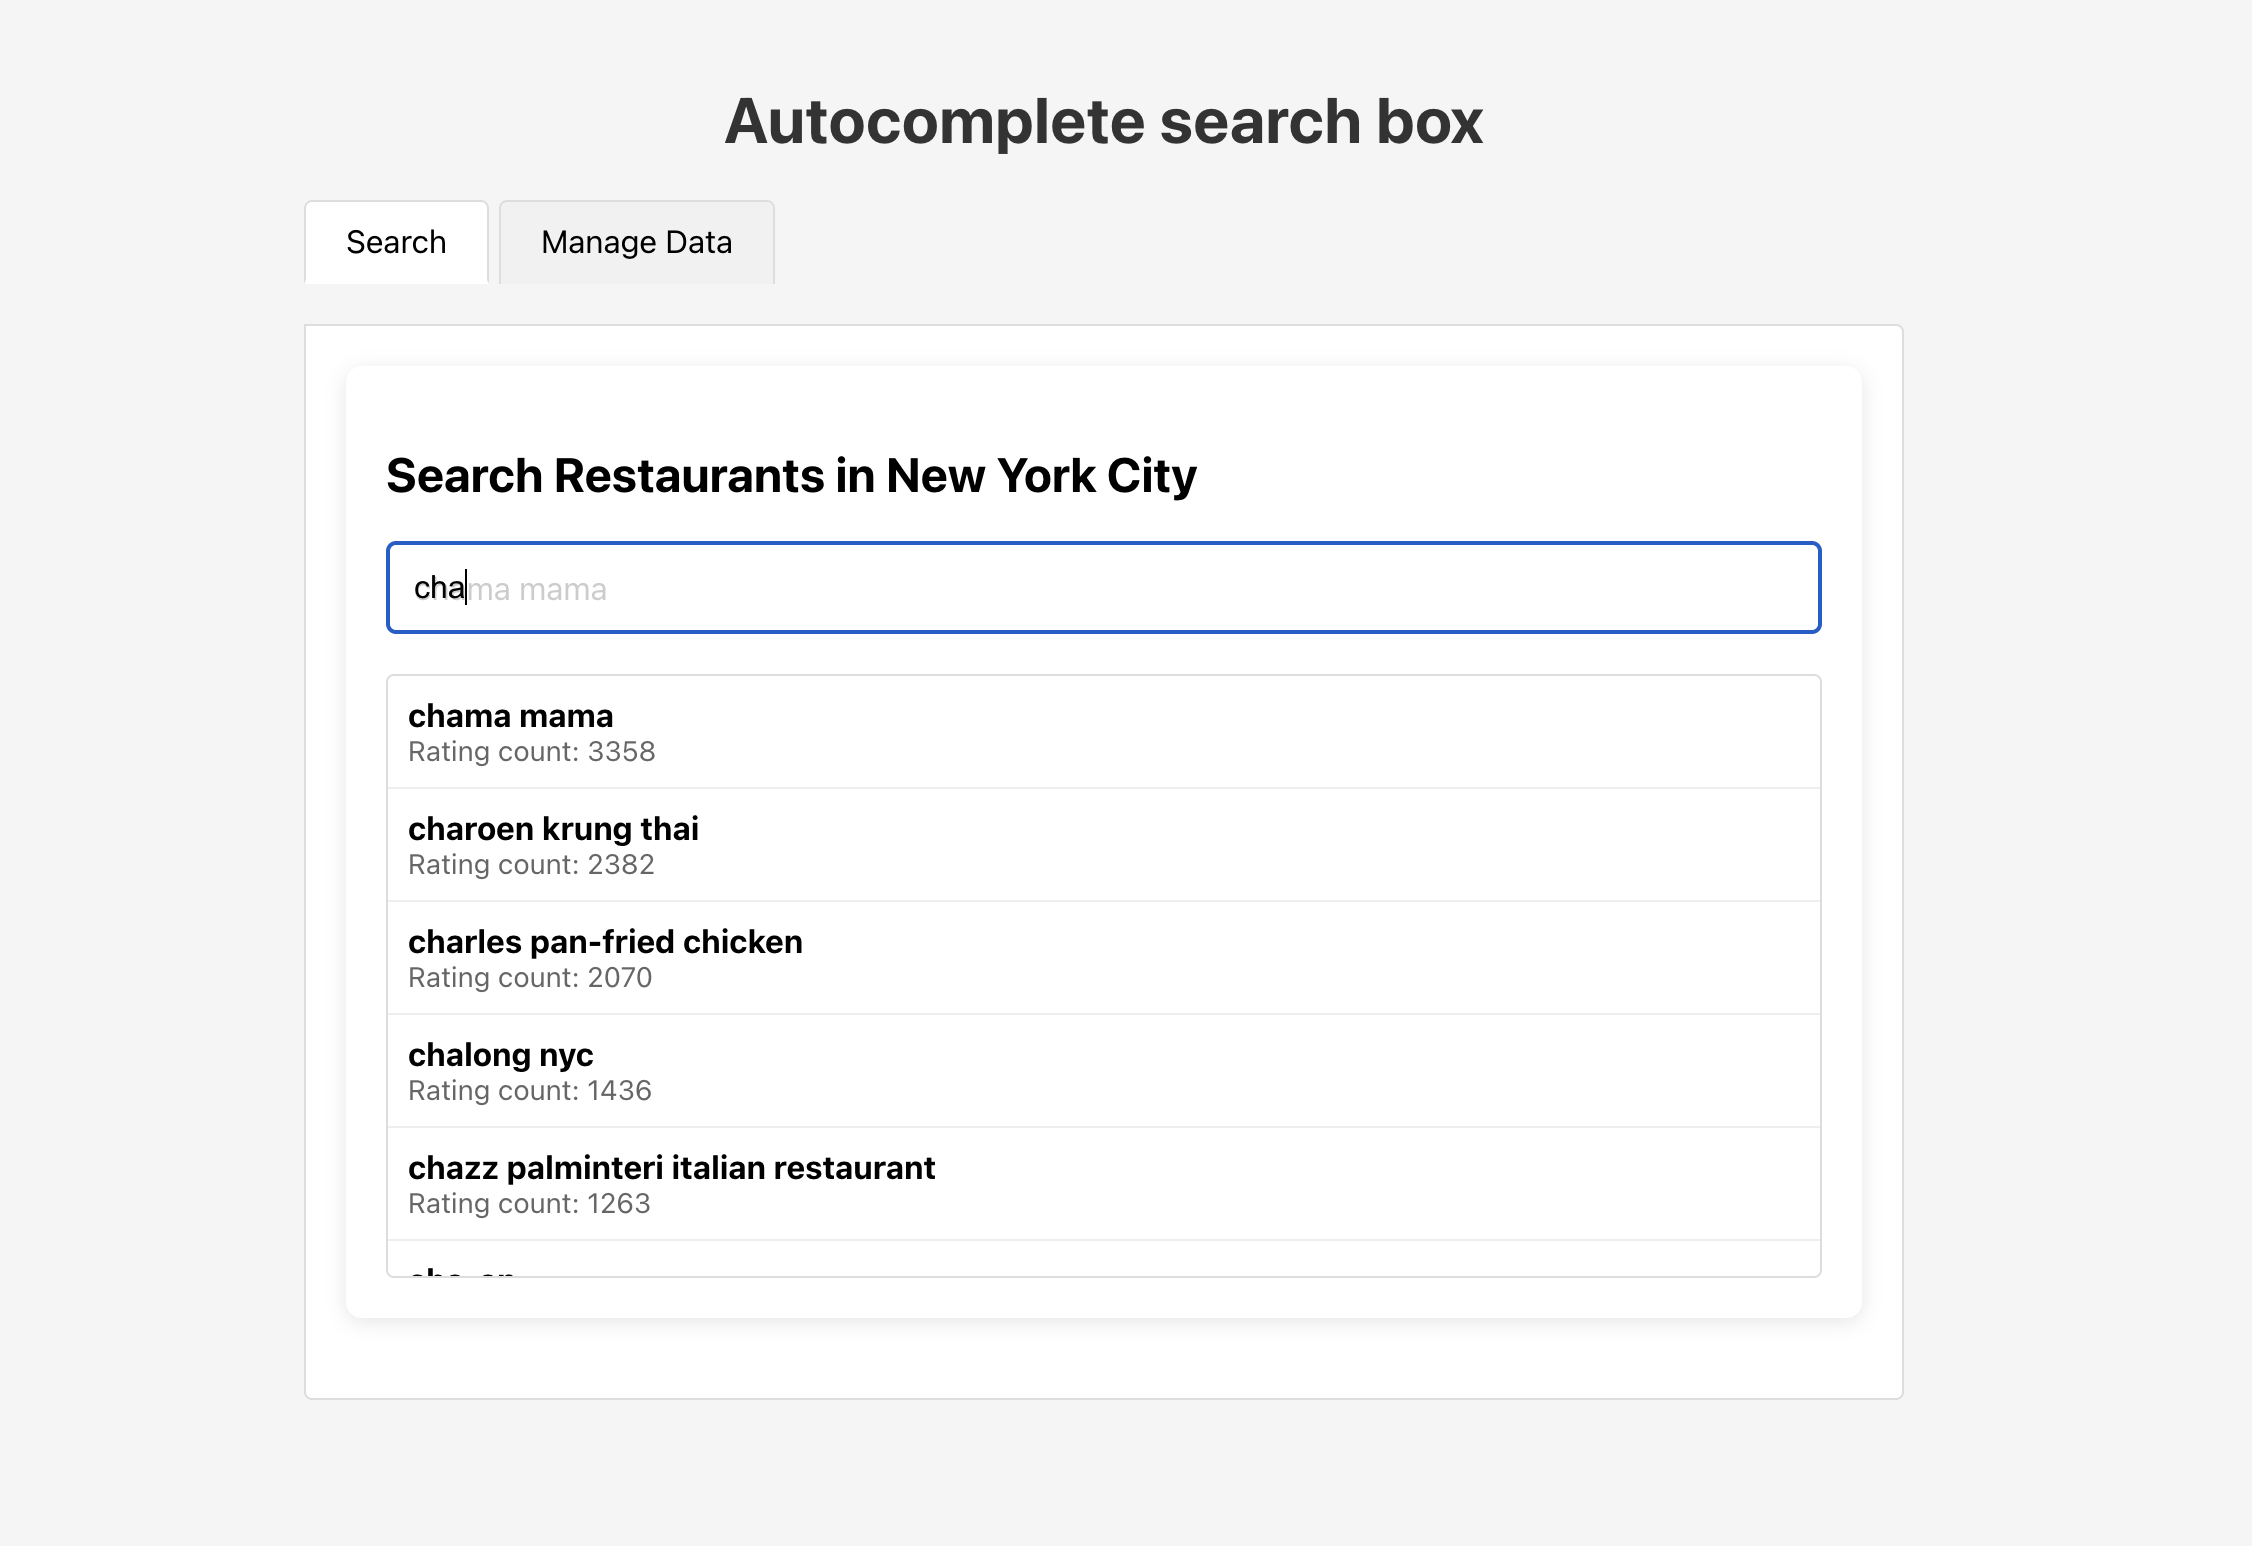 Autocomplete search box
Search
Manage Data
Search Restaurants in New York City
chama mama
chama mama
Rating count: 3358
charoen krung thai
Rating count: 2382
charles pan-fried chicken
Rating count: 2070
chalong nyc
Rating count: 1436
chazz palminteri italian restaurant
Rating count: 1263